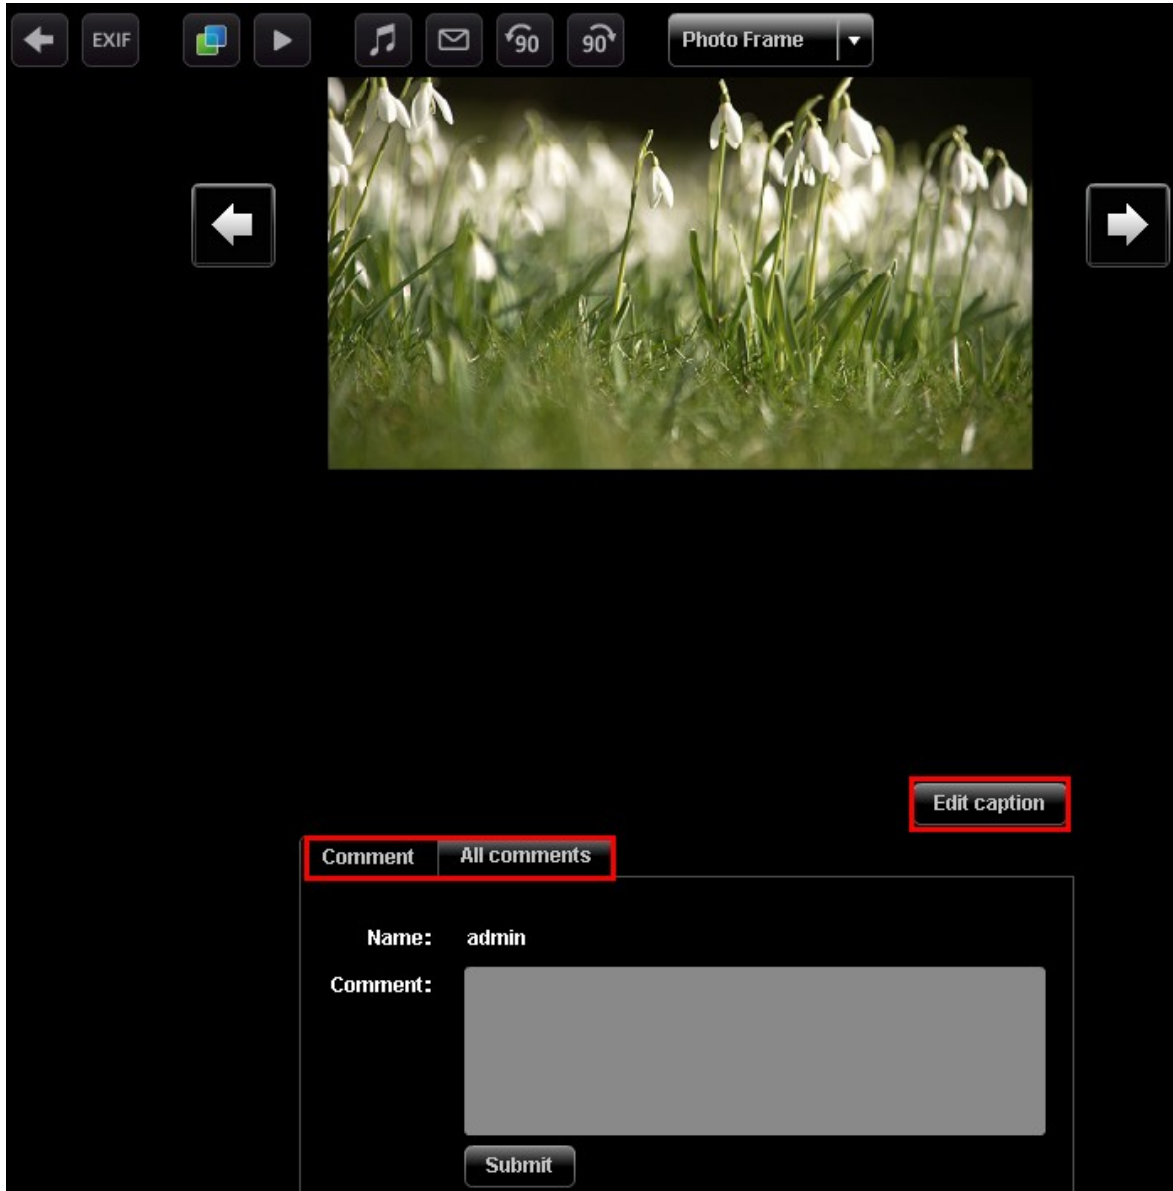 EXIF
90
90
Photo Frame
Edit caption
Comment
All comments
Name: admin
Comment:
Submit